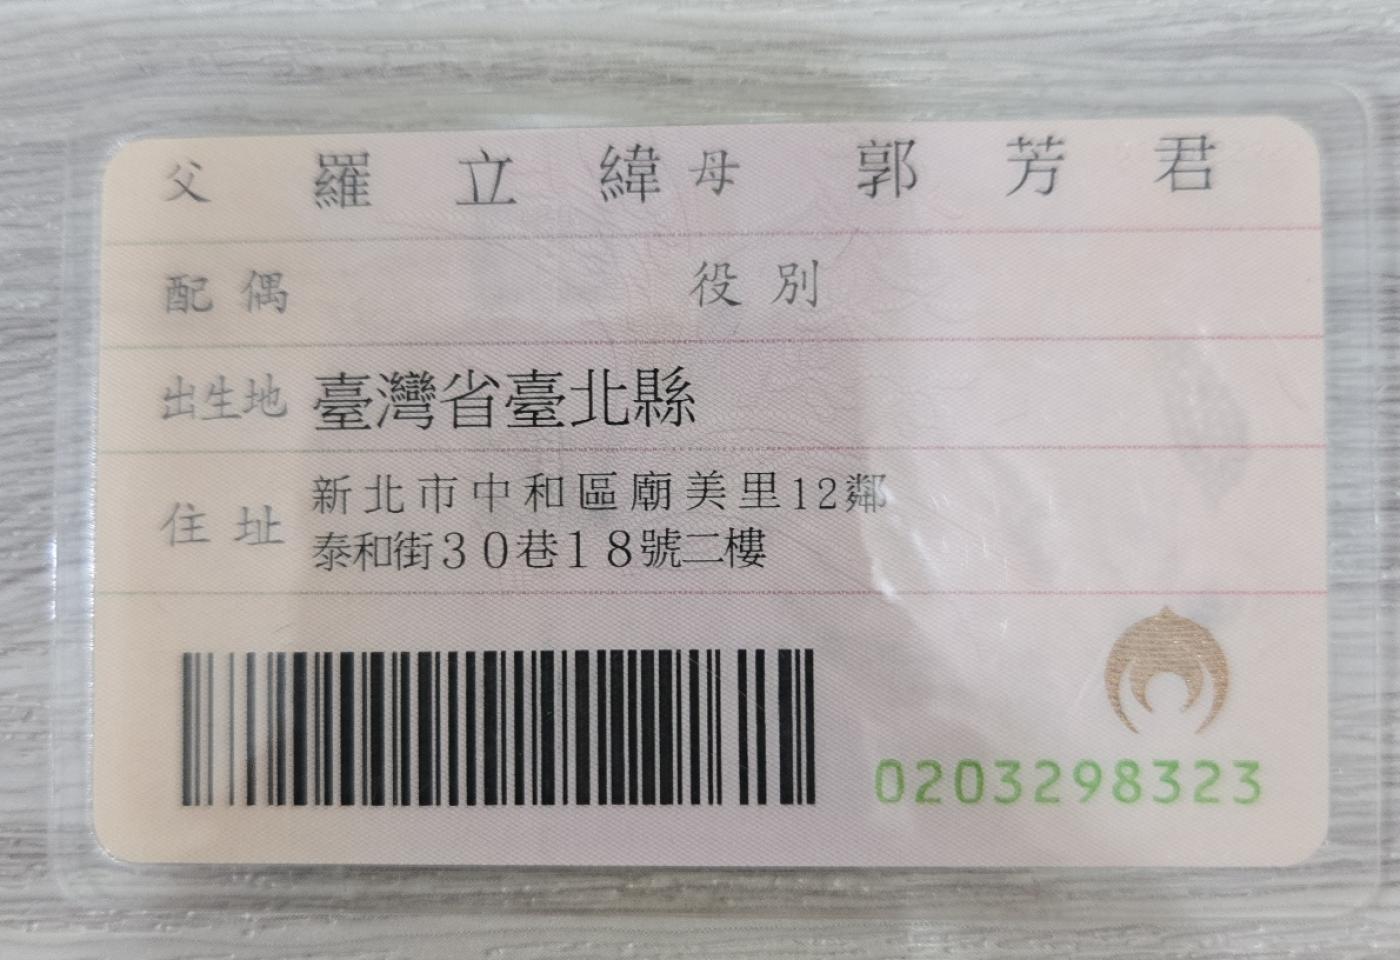 父 羅立緯 母 郭芳君
配偶 役別
出生地 臺灣省臺北縣
住址 新北市中和區廟美里12鄰
泰和街30巷18號二樓
0203298323